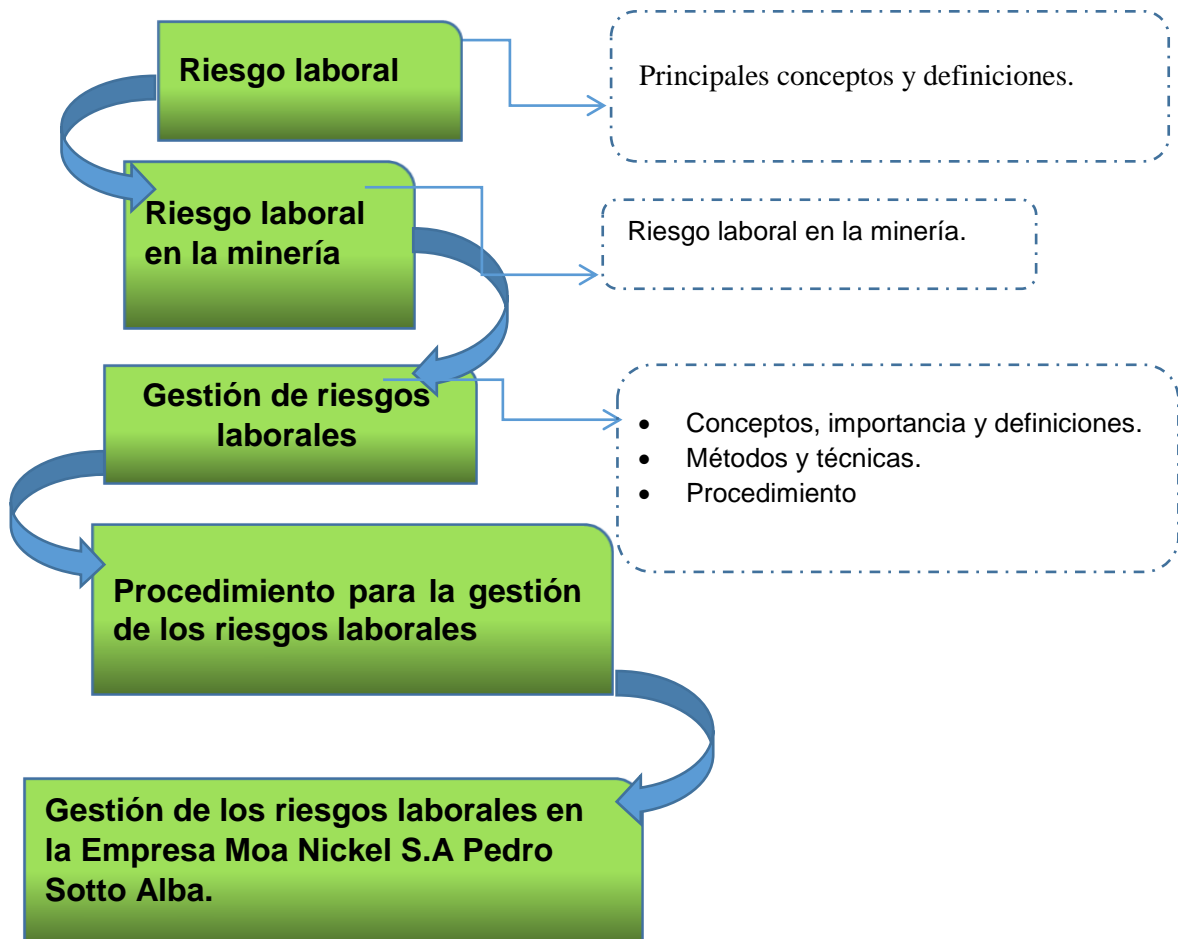 Riesgo laboral
Principales conceptos y definiciones.
Riesgo laboral
en la minería
Riesgo laboral en la minería.
Gestión de riesgos
laborales
• Conceptos, importancia y definiciones.
• Métodos y técnicas.
• Procedimiento
Procedimiento para la gestión
de los riesgos laborales
Gestión de los riesgos laborales en
la Empresa Moa Nickel S.A Pedro
Sotto Alba.